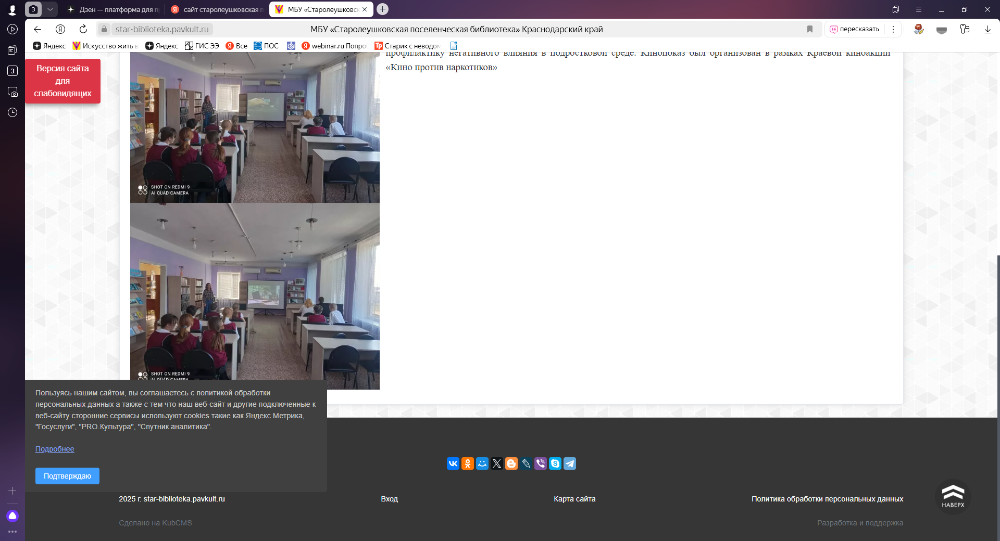 3
Дзен — платформа для п
сайт старолеушковская п
МБУ «Старолеушковск
star-biblioteka.pavkult.ru
МБУ «Старолеушковская поселенческая библиотека» Краснодарский край
пересказать
Яндекс
Искусство жить в
Яндекс
ГИС ЭЭ
Все
ПОС
webinar.ru Попро
Старик с неводом
3
Версия сайта
для
слабовидящих
профилактику негативного влияния в подростковой среде. Кинопоказ был организован в рамках Краевой киноакции
«Кино против наркотиков»
SHOT ON REDMI 9
AI QUAD CAMERA
SHOT ON REDMI 9
AI QUAD CAMERA
Пользуясь нашим сайтом, вы соглашаетесь с политикой обработки
персональных данных а также с тем что наш веб-сайт и другие подключенные к
веб-сайту сторонние сервисы используют cookies такие как Яндекс Метрика,
"Госуслуги", "PRO.Культура", "Спутник аналитика".
Подробнее
Подтверждаю
2025 г. star-biblioteka.pavkult.ru
Вход
Карта сайта
Политика обработки персональных данных
НАВЕРХ
Сделано на KubCMS
Разработка и поддержка